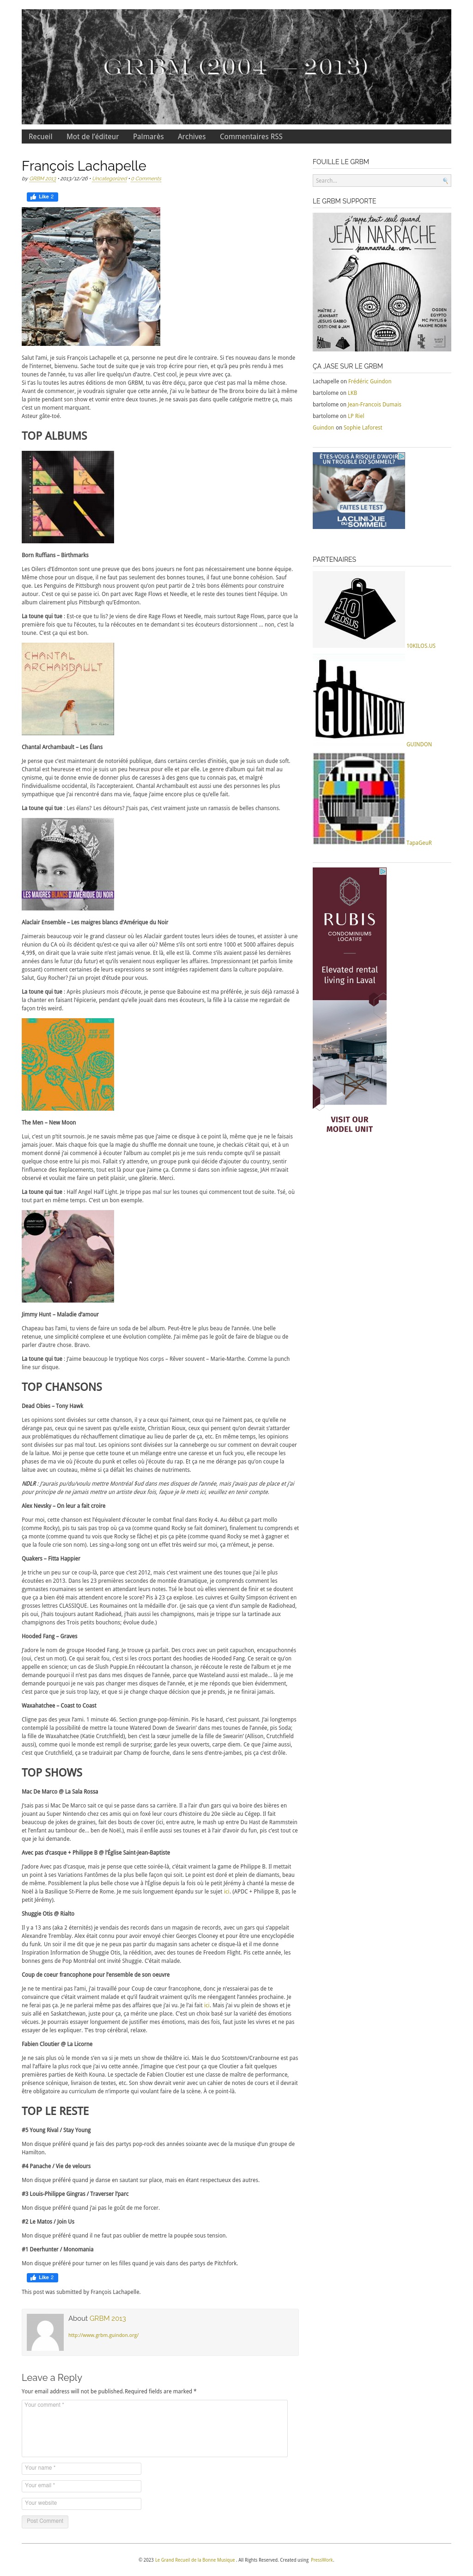 GRBM (2004 — 2013)
Recueil Mot de l'éditeur Palmarès Archives Commentaires RSS
François Lachapelle
by GRBM 2013 • 2013/12/26 • Uncategorized • 0 Comments
Like 2
Salut l'ami, je suis François Lachapelle et ça, personne ne peut dire le contraire. Si t'es nouveau dans le monde
de l'internet, bienvenu. Sache tout de suite que je vais trop écrire pour rien, et qu'à part peu rendu à mes
tounes de l'année, tu vas aller lire quelqu'un d'autre. C'est cool, je peux vivre avec ça.
Si t'as lu toutes les autres éditions de mon GRBM, tu vas être déçu, parce que c'est pas mal la même chose.
Avant de commencer, je voudrais signaler que cette année, j'ai vu le batteur de The Bronx boire du lait à même
le pis d'une vache pendant trois tounes. Je ne savais pas dans quelle catégorie mettre ça, mais
c'est un moment marquant.
Asteur gâte-toé.
TOP ALBUMS
Born Ruffians – Birthmarks
Les Oilers d'Edmonton sont une preuve que des bons joueurs ne font pas nécessairement une bonne équipe.
Même chose pour un disque, il ne faut pas seulement des bonnes tounes, il faut une bonne cohésion. Sauf
que. Les Penguins de Pittsburgh nous prouvent qu'on peut partir de 2 très bons éléments pour construire
autour. C'est ce qui se passe ici. On part avec Rage Flows et Needle, et le reste des tounes tient l'équipe. Un
album clairement plus Pittsburgh qu'Edmonton.
La toune qui tue : Est-ce que tu lis? Je viens de dire Rage Flows et Needle, mais surtout Rage Flows, parce que la
première fois que tu l'écoutes, tu la réécoutes en te demandant si tes écouteurs distorsionnent … non, c'est la
toune. C'est ça qui est bon.
CHANTAL ARCHAMBAULT
Chantal Archambault – Les Élans
Je pense que c'est maintenant de notoriété publique, dans certains cercles d'initiés, que je suis un dude soft.
Chantal est heureuse et moi je suis un peu heureux pour elle et par elle. Le genre d'album qui fait mal au
cynisme, qui te donne envie de donner plus de caresses à des gens que tu connais pas, et malgré
l'individualisme occidental, ils l'accepteraient. Chantal Archambault est aussi une des personnes les plus
sympathique que j'ai rencontrée dans ma vie, faque j'aime encore plus ça qu'elle fait.
La toune qui tue : Les élans? Les détours? J'sais pas, c'est vraiment juste un ramassis de belles chansons.
LES MAIGRES BLANCS D'AMÉRIQUE DU NOIR
Alaclair Ensemble – Les maigres blancs d'Amérique du Noir
J'aimerais beaucoup voir le grand classeur où les Alaclair gardent toutes leurs idées de tounes, et assister à une
réunion du CA où ils décident qu'est ce qui va aller où? Même s'ils ont sorti entre 1000 et 5000 affaires depuis
4,99, on dirait que la vraie suite n'est jamais venue. Et là, elle est là. Comme s'ils avaient passé les derniers
années dans le futur (du futur) et qu'ils venaient nous enseigner les affaires. Impressionnant (et parfois limite
gossant) comment certaines de leurs expressions se sont intégrées rapidement dans la culture populaire.
Salut, Guy Rocher? J'ai un projet d'étude pour vous.
La toune qui tue : Après plusieurs mois d'écoute, je pense que Babouine est ma préférée, je suis déjà ramassé à
la chanter en faisant l'épicerie, pendant qu'elle jouait dans mes écouteurs, la fille à la caisse me regardait de
façon très weird.
The Men – New Moon
Lui, c'est un p'tit sournois. Je ne savais même pas que j'aime ce disque à ce point là, même que je ne le faisais
jamais jouer. Mais chaque fois que la magie du shuffle me donnait une toune, je checkais c'était qui, et à un
moment donné j'ai commencé à écouter l'album au complet pis je me suis rendu compte qu'il se passait
quelque chose entre lui pis moi. Fallait s'y attendre, un groupe punk qui décide d'ajouter du country, sentir
l'influence des Replacements, tout est là pour que j'aime ça. Comme si dans son infinie sagesse, JAH m'avait
observé et voulait me faire un petit plaisir, une gâterie. Merci.
La toune qui tue : Half Angel Half Light. Je trippe pas mal sur les tounes qui commencent tout de suite. Tsé, où
tout part en même temps. C'est un bon exemple.
Jimmy Hunt – Maladie d'amour
Chapeau bas l'ami, tu viens de faire un soda de bel album. Peut-être le plus beau de l'année. Une belle
retenue, une simplicité complexe et une évolution complète. J'ai même pas le goût de faire de blague ou de
parler d'autre chose. Bravo.
La toune qui tue : J'aime beaucoup le tryptique Nos corps – Rêver souvent – Marie-Marthe. Comme la punch
line sur disque.
TOP CHANSONS
Dead Obies – Tony Hawk
Les opinions sont divisées sur cette chanson, il y a ceux qui l'aiment, ceux qui ne l'aiment pas, ce qu'elle ne
dérange pas, ceux qui ne savent pas qu'elle existe, Christian Rioux, ceux qui pensent qu'on devrait s'attarder
aux problématiques du réchauffement climatique au lieu de parler de ça, etc. En même temps, les opinions
sont divisées sur pas mal tout. Les opinions sont divisées sur la canneberge ou sur comment on devrait couper
de la laitue. Moi je pense que cette toune et un mélange entre une caresse et un coup de pelle. Ça recoupe les
phases de ma vie où j'écoute du punk et celles où j'écoute du rap. Et ça ne me dérange pas qu'on coupe la
laitue avec un couteau, même si ça défait les chaines de nutriments.
NDLR : J'aurais pu/du/voulu mettre Montréal $ud dans mes disques de l'année, mais j'avais pas de place et j'ai
pour principe de ne jamais mettre un artiste deux fois, faque je le mets ici, veuillez en tenir compte.
Alex Nevsky – On leur a fait croire
Pour moi, cette chanson est l'équivalent d'écouter le combat final dans Rocky 4. Au début ça part mollo
(comme Rocky), pis tu sais pas trop où ça va (comme quand Rocky se fait dominer), finalement tu comprends et
ça monte (comme quand tu vois que Rocky se fâche) et pis ça pète (comme quand Rocky se met à gagner et
que la foule crie son nom). Les sing-a-long song ont un effet très weird sur moi, ça m'émeut, je pense.
Quakers – Fitta Happier
Je triche un peu sur ce coup-là, parce que c'est 2012, mais c'est vraiment une des tounes que j'ai le plus
écoutées en 2013. Dans les 23 premières secondes de montée dramatique, je comprends comment les
gymnastes roumaines se sentent en attendant leurs notes. Tsé le bout où elles viennent de finir et se doutent
que ça a bien été mais attendent encore le score? Pis à 23 ça explose. Les cuivres et Guilty Simpson écrivent en
grosses lettres CLASSIQUE. Les Roumaines ont la médaille d'or. (je sais que ça vient d'un sample de Radiohead,
pis oui, j'hais toujours autant Radiohead, j'hais aussi les champignons, mais je trippe sur la tartinade aux
champignons des Trois petits bouchons; évolue dude.)
Hooded Fang – Graves
J'adore le nom de groupe Hooded Fang. Je trouve ça parfait. Des crocs avec un petit capuchon, encapuchonnés
(oui, c'est un mot). Ce qui serait fou, c'est si les crocs portant des hoodies de Hooded Fang. Ce serait ce qu'on
appelle en science; un cas de Slush Puppie.En réécoutant la chanson, je réécoute le reste de l'album et je me
demande pourquoi il n'est pas dans mes disques de l'année, parce que Wasteland aussi est malade… là je me
demande pourquoi je ne vais pas changer mes disques de l'année, et je me réponds que bien évidement,
c'est parce que je suis trop lazy, et que si je change chaque décision que je prends, je ne finirai jamais.
Waxahatchee – Coast to Coast
Cligne pas des yeux l'ami. 1 minute 46. Section grunge-pop-féminin. Pis le hasard, c'est puissant. J'ai longtemps
contemplé la possibilité de mettre la toune Watered Down de Swearin' dans mes tounes de l'année, pis soda;
la fille de Waxahatchee (Katie Crutchfield), ben c'est la sœur jumelle de la fille de Swearin' (Allison, Crutchfield
aussi), comme quoi le monde est rempli de surprise; garde les yeux ouverts, carpe diem. Ce que j'aime aussi,
c'est que Crutchfield, ça se traduirait par Champ de fourche, dans le sens d'entre-jambes, pis ça c'est drôle.
TOP SHOWS
Mac De Marco @ La Sala Rossa
J'sais pas si Mac De Marco sait ce qui se passe dans sa carrière. Il a l'air d'un gars qui va boire des bières en
jouant au Super Nintendo chez ces amis qui on foxé leur cours d'histoire du 20e siècle au Cégep. Il fait
beaucoup de jokes de graines, fait des bouts de cover (ici, entre autre, le mash up entre Du Hast de Rammstein
et l'enfant au tambour de… ben de Noël.), mais il enfile aussi ses tounes et à l'air d'avoir du fun, pis c'est tout ce
que je lui demande.
Avec pas d'casque + Philippe B @ l'Église Saint-Jean-Baptiste
J'adore Avec pas d'casque, mais je pense que cette soirée-là, c'était vraiment la game de Philippe B. Il mettait
un point à ses Variations Fantômes de la plus belle façon qui soit. Le point est doré et plein de diamants, beau
même. Possiblement la plus belle chose que j'ai vu à l'Église depuis la fois où le petit Jérémy à chanté la messe de
Noël à la Basilique St-Pierre de Rome. Je me suis longuement épandu sur le sujet ici. (APDC + Philippe B, pas le
petit Jérémy).
Shuggie Otis @ Rialto
Il y a 13 ans (aka 2 éternités) je vendais des records dans un magasin de records, avec un gars qui s'appelait
Alexandre Tremblay. Alex était connu pour avoir envoyé chier Georges Clooney et pour être une encyclopédie
du soul. Un soir il me dit que je ne peux pas partir du magasin sans acheter ce disque-là et il me donne
Inspiration Information de Shuggie Otis, la réédition, avec des tounes de Freedom Flight. Pis cette année, les
bonnes gens de Pop Montréal ont invité Shuggie. C'était malade.
Coup de coeur francophone pour l'ensemble de son oeuvre
Je ne te mentirai pas l'ami, j'ai travaillé pour Coup de cœur francophone, donc je n'essaierai pas de te
convaincre que c'était vraiment malade et qu'il faudrait vraiment qu'ils me réengagent l'années prochaine. Je
ne ferai pas ça. Je ne parlerai même pas des affaires que j'ai vu. Je l'ai fait ici. Mais j'ai vu plein de shows et je
suis allé en Saskatchewan, juste pour ça, ça mérite une place. C'est un choix basé sur la variété des émotions
vécues. Je pourrais essayer longuement de justifier mes émotions, mais des fois, faut juste les vivres et ne pas
essayer de les expliquer. T'es trop cérébral, relaxe.
Fabien Cloutier @ La Licorne
Je ne sais plus où le monde s'en va si je mets un show de théâtre ici. Mais le duo Scotstown/Cranbourne est pas
mal l'affaire la plus rock que j'ai vu cette année. J'imagine que c'est pour ça que Cloutier a fait quelques
premières parties de Keith Kouna. Le spectacle de Fabien Cloutier est une classe de maître de performance,
présence scénique, livraison de textes, etc. Son show devrait venir avec un cahier de notes de cours et il devrait
être obligatoire au curriculum de n'importe qui voulant faire de la scène. À ce point-là.
TOP LE RESTE
#5 Young Rival / Stay Young
Mon disque préféré quand je fais des partys pop-rock des années soixante avec de la musique d'un groupe de
Hamilton.
#4 Panache / Vie de velours
Mon disque préféré quand je danse en sautant sur place, mais en étant respectueux des autres.
#3 Louis-Philippe Gingras / Traverser l'parc
Mon disque préféré quand j'ai pas le goût de me forcer.
#2 Le Matos / Join Us
Mon disque préféré quand il ne faut pas oublier de mettre la poupée sous tension.
#1 Deerhunter / Monomania
Mon disque préféré pour turner on les filles quand je vais dans des partys de Pitchfork.
Like 2
This post was submitted by François Lachapelle.
About GRBM 2013
http://www.grbm.guindon.org/
Leave a Reply
Your email address will not be published.Required fields are marked *
Your comment *
Your name *
Your email *
Your website
Post Comment
FOUILLE LE GRBM
Search...
LE GRBM SUPPORTE
j'rappe tout seul quand
JEAN NARRACHE
MAÎTRE J
JEANBART
JESUS GABBO
OSTI ONE & JAM
OGDEN
EGYPTO
MC PHYLIS &
MAXIME ROBIN
ÇA JASE SUR LE GRBM
Lachapelle on Frédéric Guindon
bartolome on LKB
bartolome on Jean-Francois Dumais
bartolome on LP Riel
Guindon on Sophie Laforest
ÊTES-VOUS À RISQUE D'AVOIR
UN TROUBLE DU SOMMEIL?
FAITES LE TEST
LACLINIQUE
DU SOMMEIL!
PARTENAIRES
10
KILOS.US
10KILOS.US
GUINDON
GUINDON
TapaGeuR
RUBIS
CONDOMINIUMS
LOCATIFS
Elevated rental
living in Laval
VISIT OUR
MODEL UNIT
© 2023 Le Grand Recueil de la Bonne Musique . All Rights Reserved. Created using PressWork.